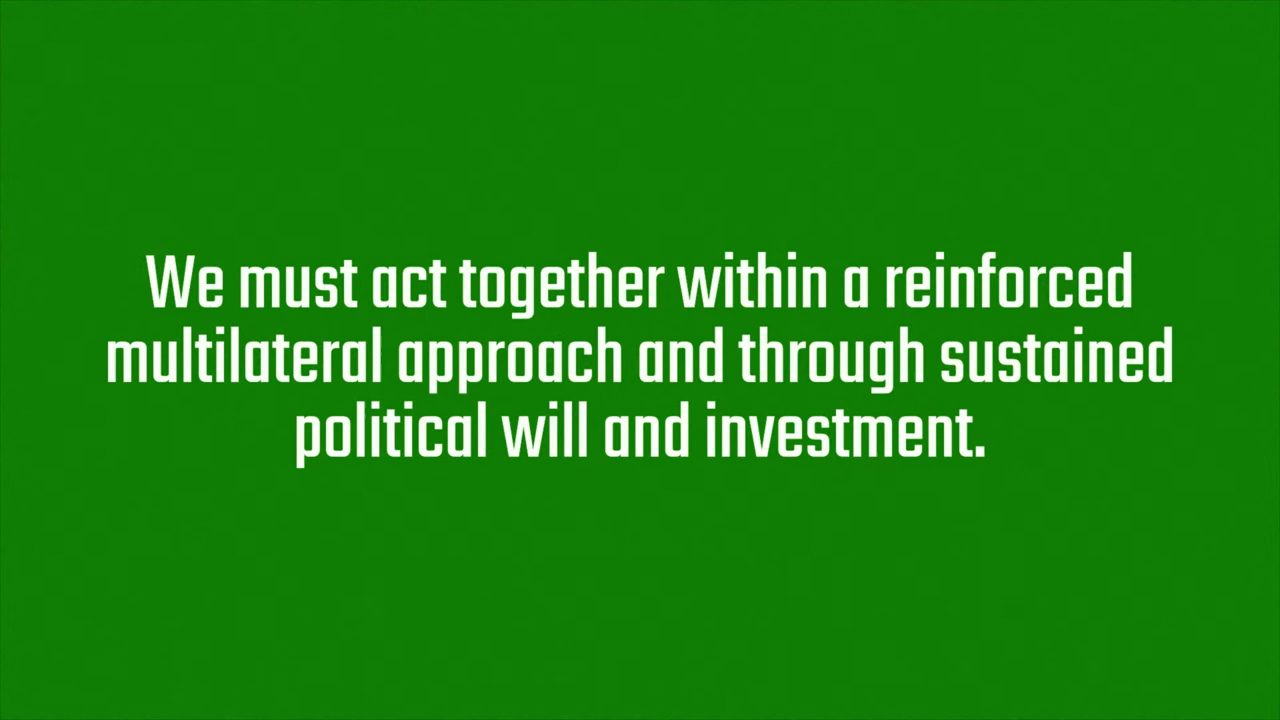 We must act together within a reinforced
multilateral approach and through sustained
political will and investment.